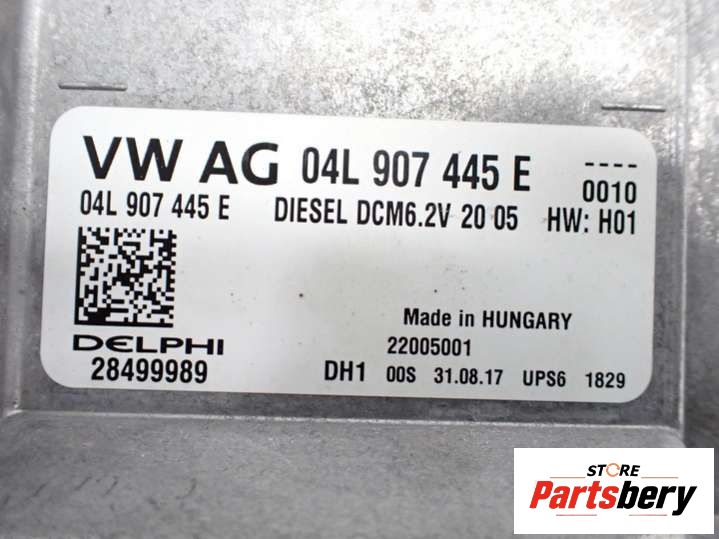 VW AG 04L 907 445 E ----
0010
04L 907 445 E DIESEL DCM6.2V 20 05 HW: H01
Made in HUNGARY
DELPHI 22005001
28499989 DH1 00S 31.08.17 UPS6 1829
STORE
Partsbery